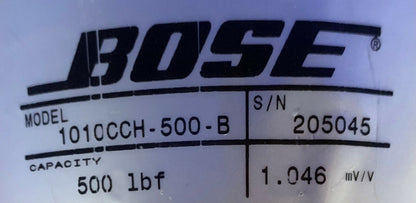 BOSE®
MODEL S/N
1010CCH-500-B 205045
CAPACITY
500 lbf 1.046 mV/V